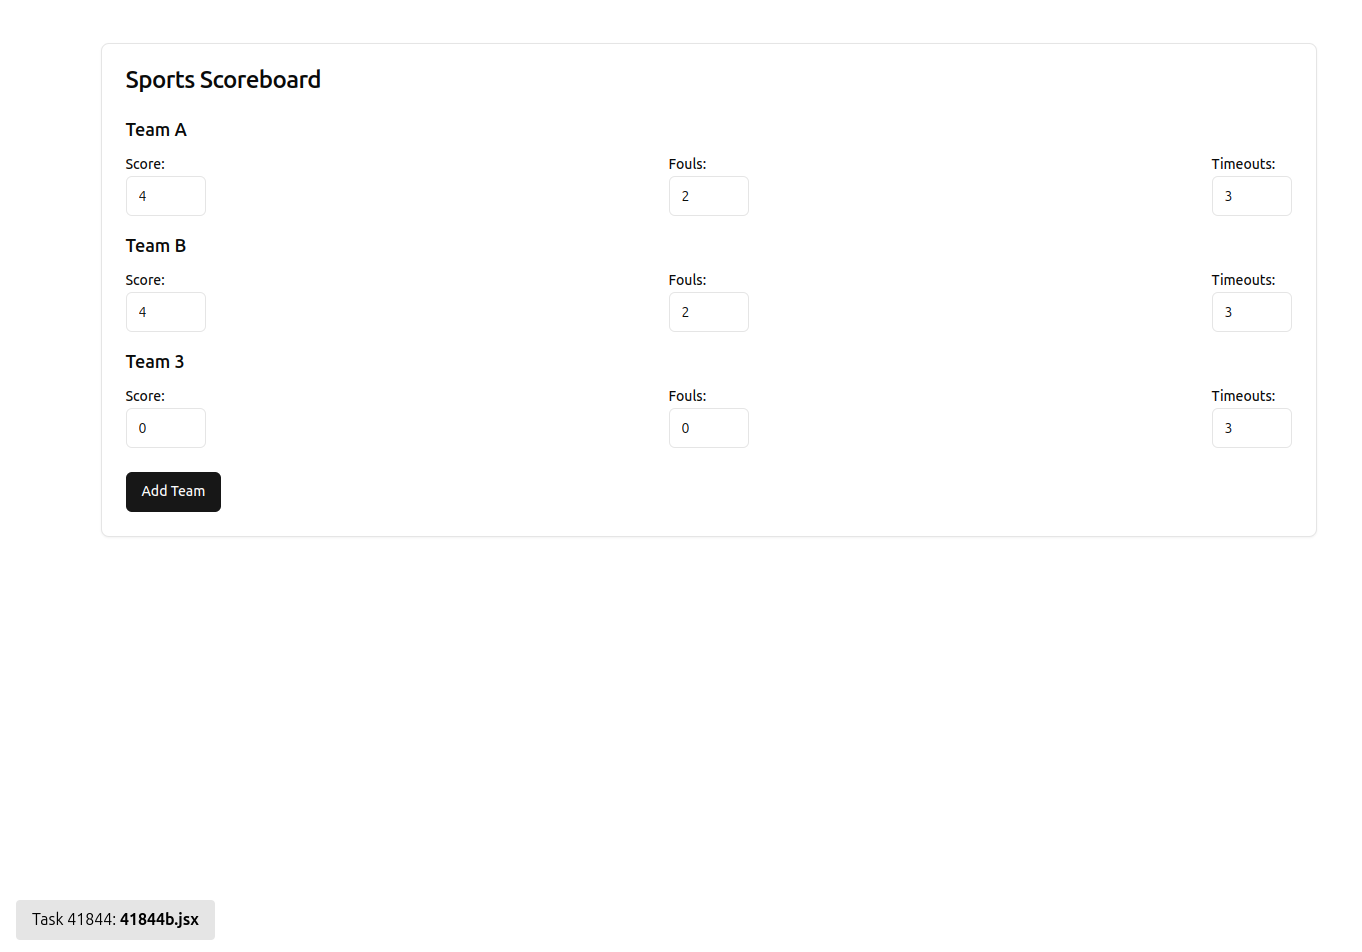 Sports Scoreboard
Team A
Score: Fouls: Timeouts:
4 2 3
Team B
Score: Fouls: Timeouts:
4 2 3
Team 3
Score: Fouls: Timeouts:
0 0 3
Add Team
Task 41844: 41844b.jsx